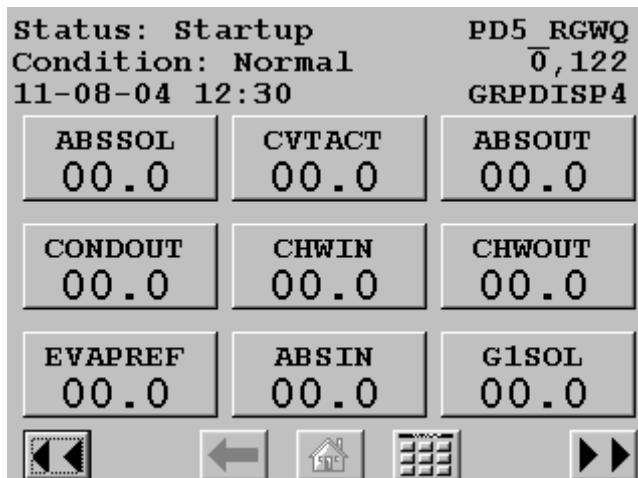 Status: Startup PD5_RGWQ
Condition: Normal 0,122
11-08-04 12:30 GRPDISP4
ABSSOL CVTACT ABSOUT
00.0 00.0 00.0
CONDOUT CHWIN CHWOUT
00.0 00.0 00.0
EVAPREF ABSIN G1SOL
00.0 00.0 00.0